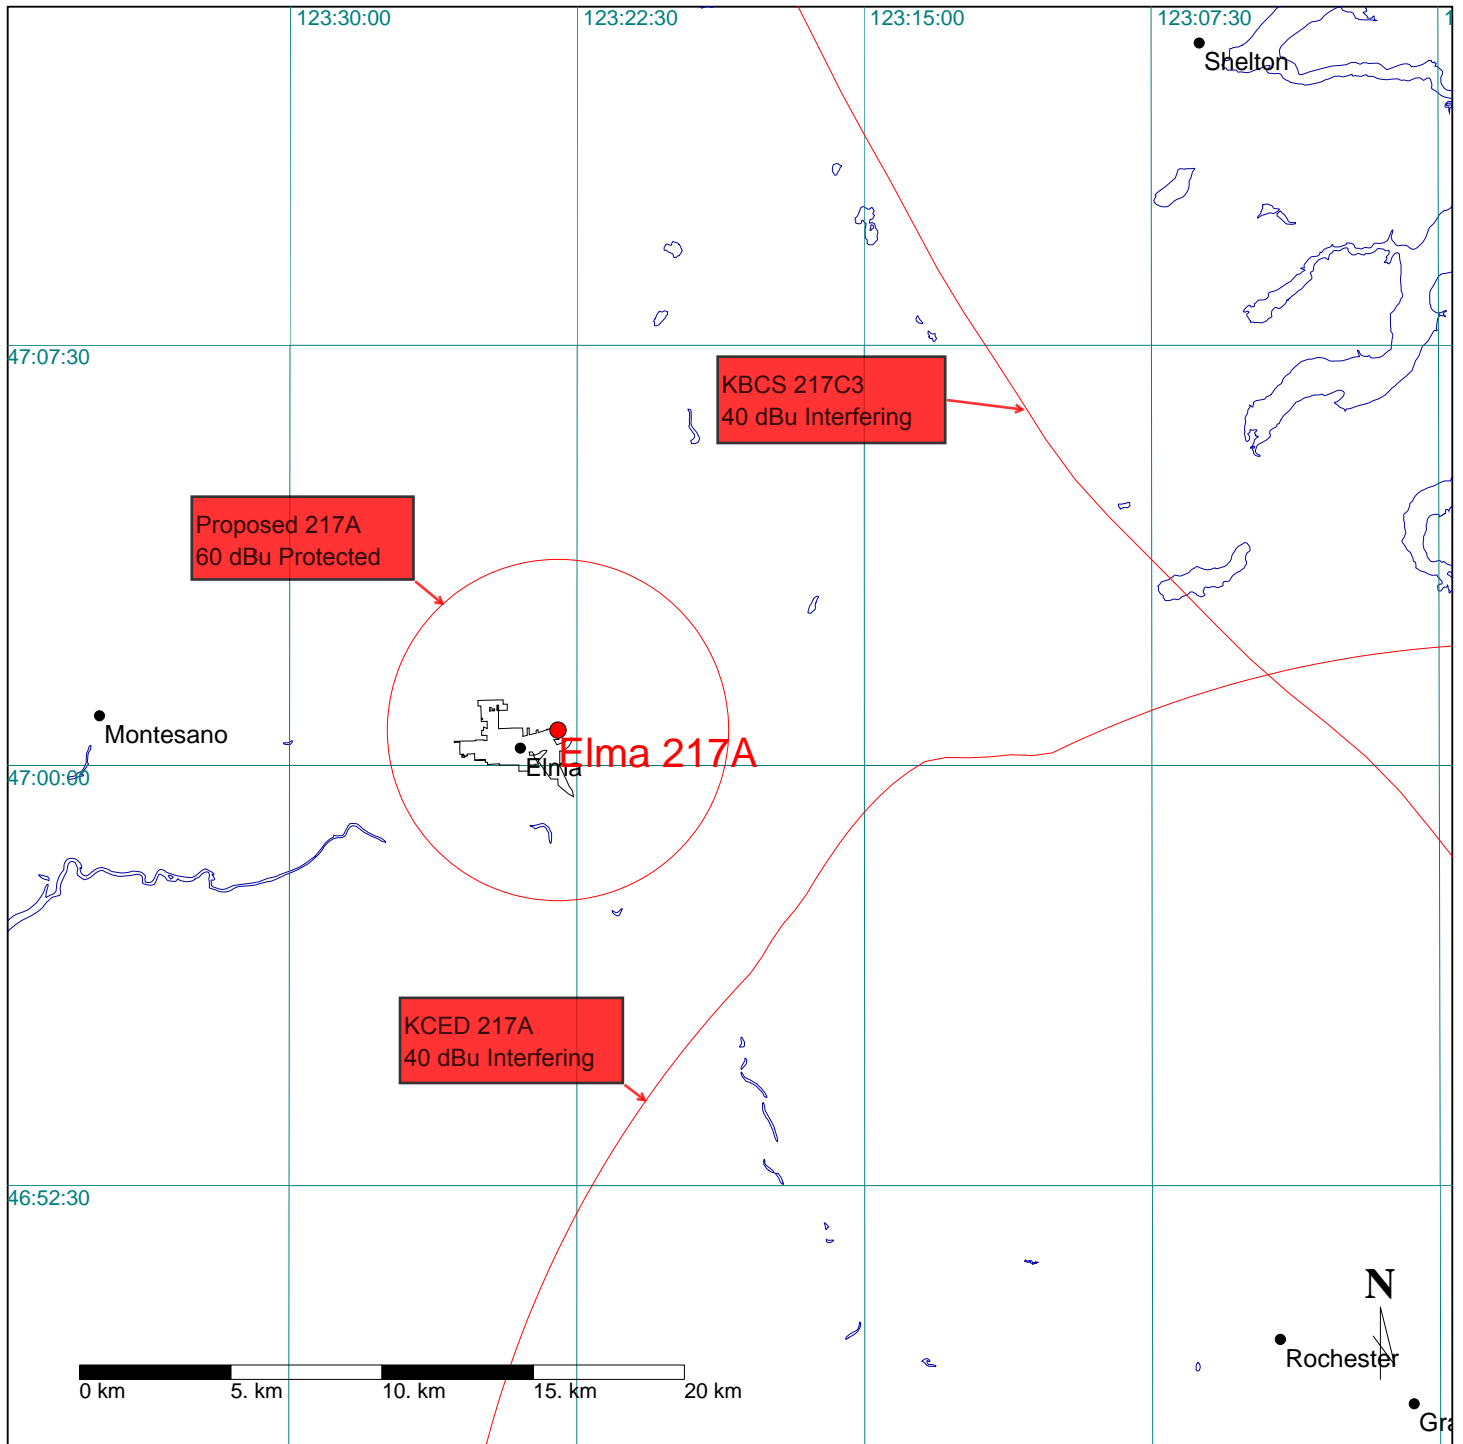 123:30:00
123:22:30
123:15:00
123:07:30
Shelton
47:07:30
KBCS 217C3
40 dBu Interfering
Proposed 217A
60 dBu Protected
Montesano
Elma 217A
Elma
47:00:00
KCED 217A
40 dBu Interfering
46:52:30
N
Rochester
0 km
5. km
10. km
15. km
20 km